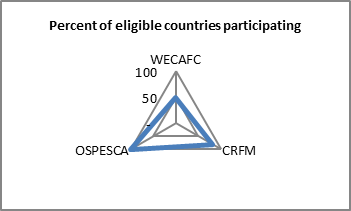 Percent of eligible countries participating
WECAFC
100
50
OSPESCA
CRFM